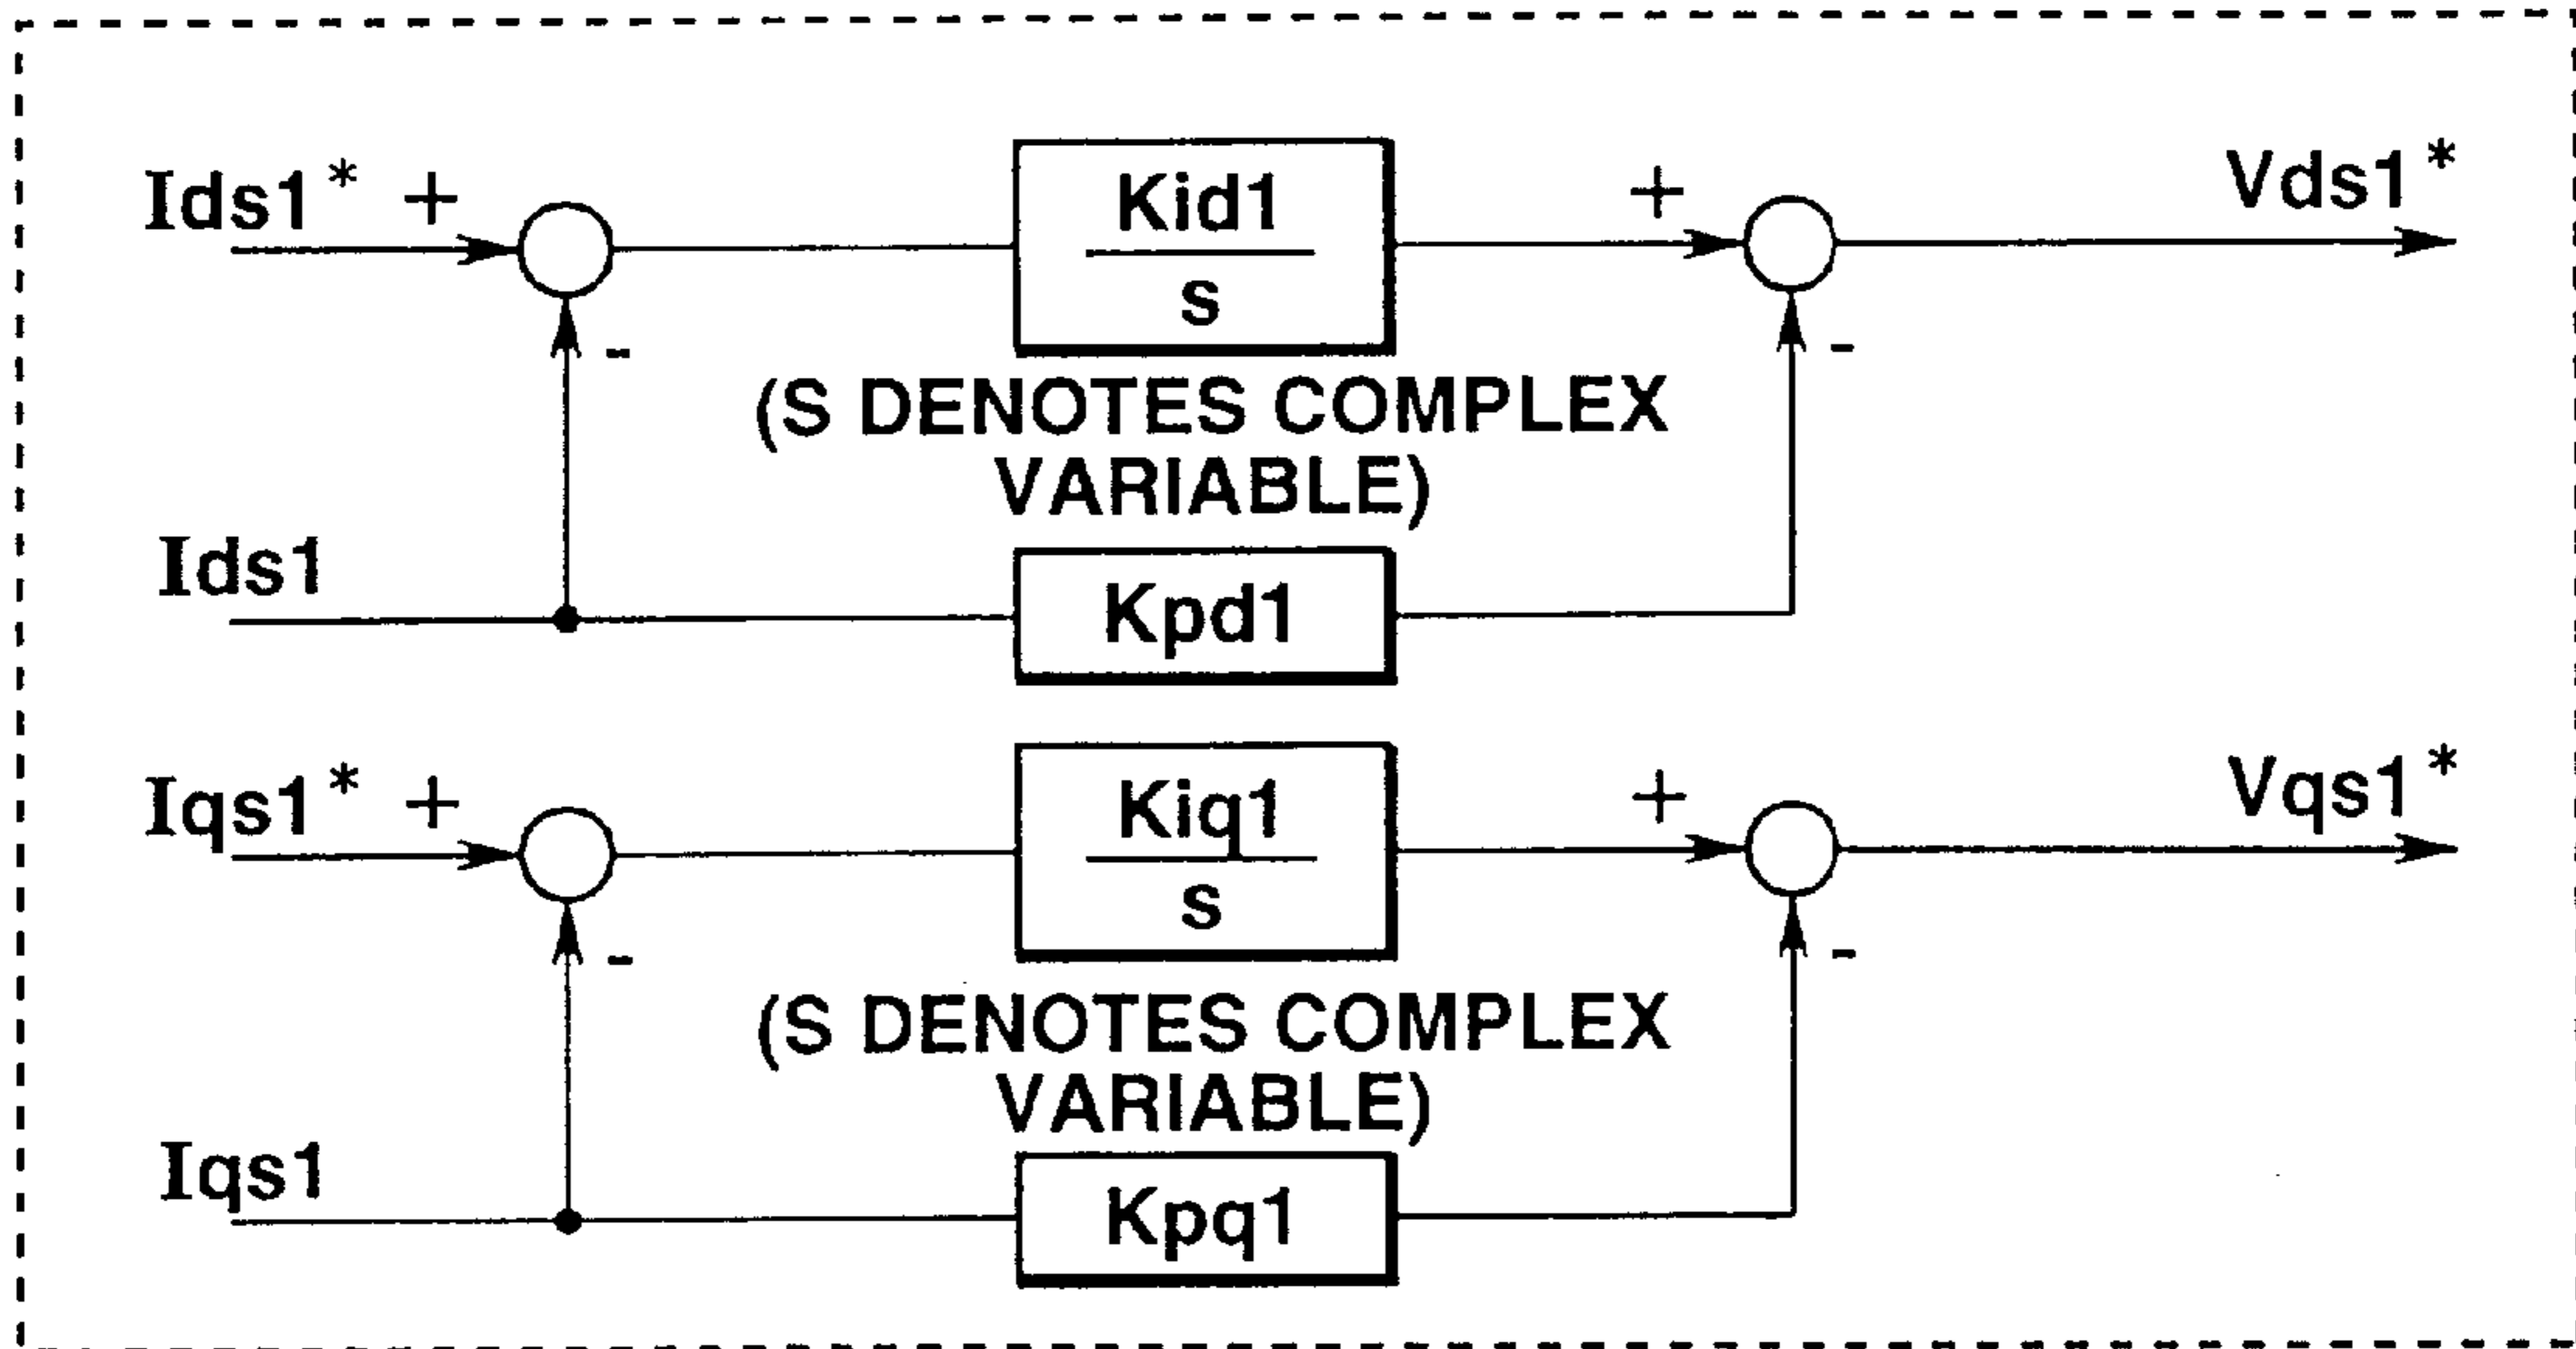 Ids1* +
Kid1
s
+
Vds1*
-
-
(S DENOTES COMPLEX
VARIABLE)
Ids1
Kpd1
Iqs1* +
Kiq1
s
+
Vqs1*
-
-
(S DENOTES COMPLEX
VARIABLE)
Iqs1
Kpq1